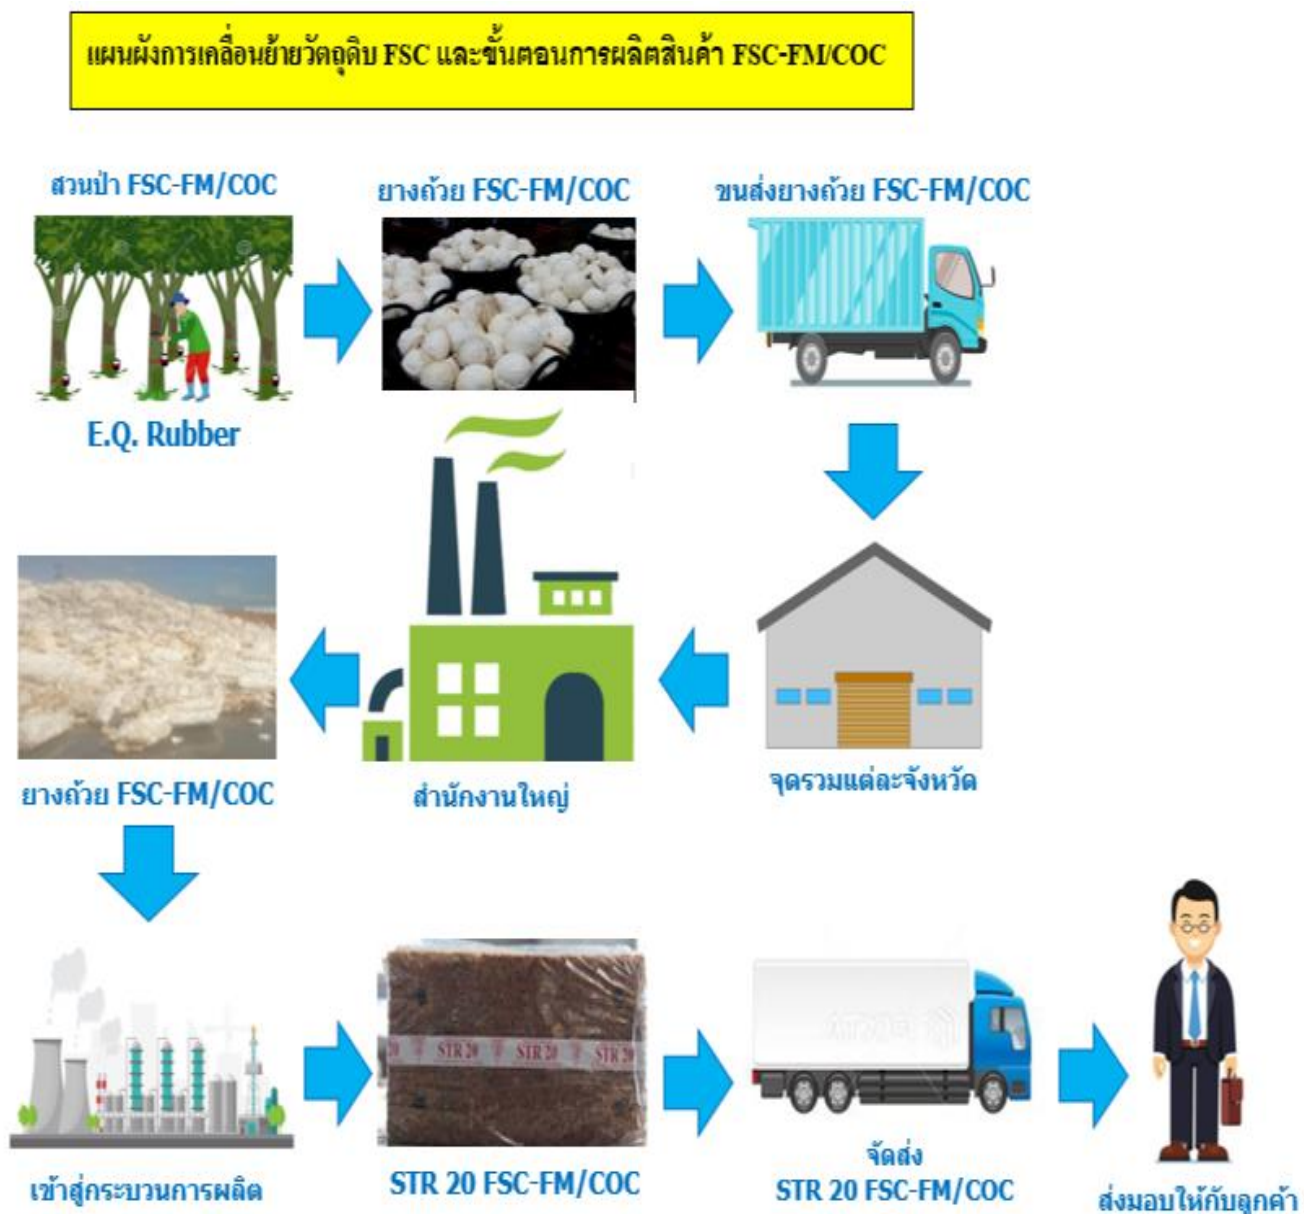 แผนผังการเคลื่อนย้ายวัตถุดิบ FSC และขั้นตอนการผลิตสินค้า FSC-FM/COC
สวนป่า FSC-FM/COC
ยางถ้วย FSC-FM/COC
ขนส่งยางถ้วย FSC-FM/COC
E.Q. Rubber
ยางถ้วย FSC-FM/COC
สำนักงานใหญ่
จุดรวมแต่ละจังหวัด
STR 20 STR 20
เข้าสู่กระบวนการผลิต
STR 20 FSC-FM/COC
จัดส่ง
STR 20 FSC-FM/COC
ส่งมอบให้กับลูกค้า